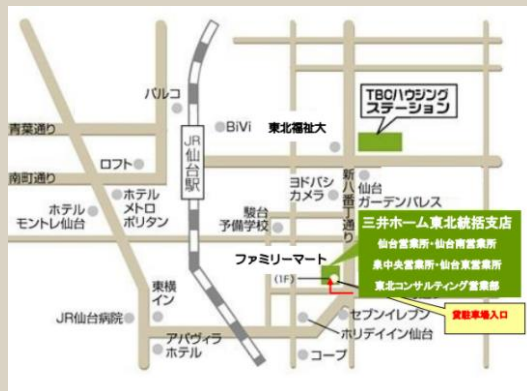 TBCハウジング
ステーション
パルコ
青葉通り
BiVi
東北福祉大
JR仙台駅
ロフト
南町通り
ヨドバシ
カメラ
新八番丁通り
仙台
ガーデンパレス
ホテル
メトロ
ポリタン
ホテル
モントレ仙台
駿台
予備学校
三井ホーム東北統括支店
仙台営業所・仙台南営業所
泉中央営業所・仙台東営業所
東北コンサルティング営業部
ファミリーマート
(1F)
東横
イン
JR仙台病院
セブンイレブン
貸駐車場入口
アパヴィラ
ホテル
ホリデイイン仙台
コープ